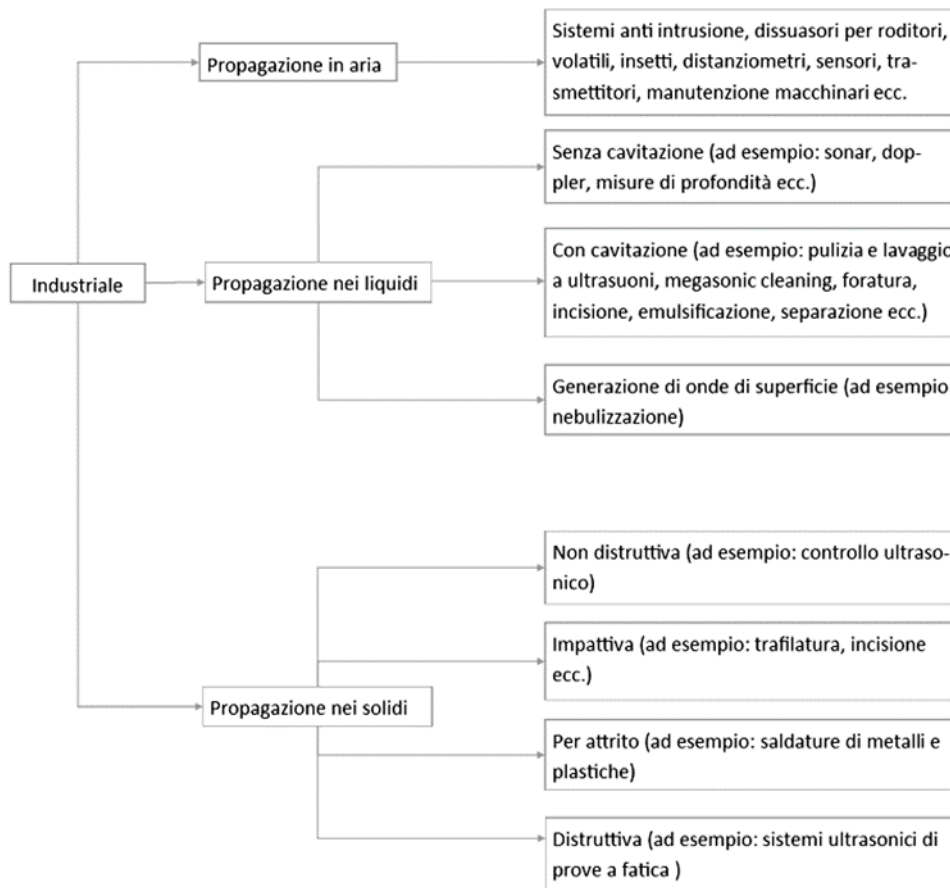 Sistemi anti intrusione, dissuasori per roditori,
volatili, insetti, distanziometri, sensori, tra-
smettitori, manutenzione macchinari ecc.
Propagazione in aria
Senza cavitazione (ad esempio: sonar, dop-
pler, misure di profondità ecc.)
Con cavitazione (ad esempio: pulizia e lavaggio
a ultrasuoni, megasonic cleaning, foratura,
incisione, emulsificazione, separazione ecc.)
Industriale
Propagazione nei liquidi
Generazione di onde di superficie (ad esempio
nebulizzazione)
Non distruttiva (ad esempio: controllo ultraso-
nico)
Impattiva (ad esempio: trafilatura, incisione
ecc.)
Propagazione nei solidi
Per attrito (ad esempio: saldature di metalli e
plastiche)
Distruttiva (ad esempio: sistemi ultrasonici di
prove a fatica )